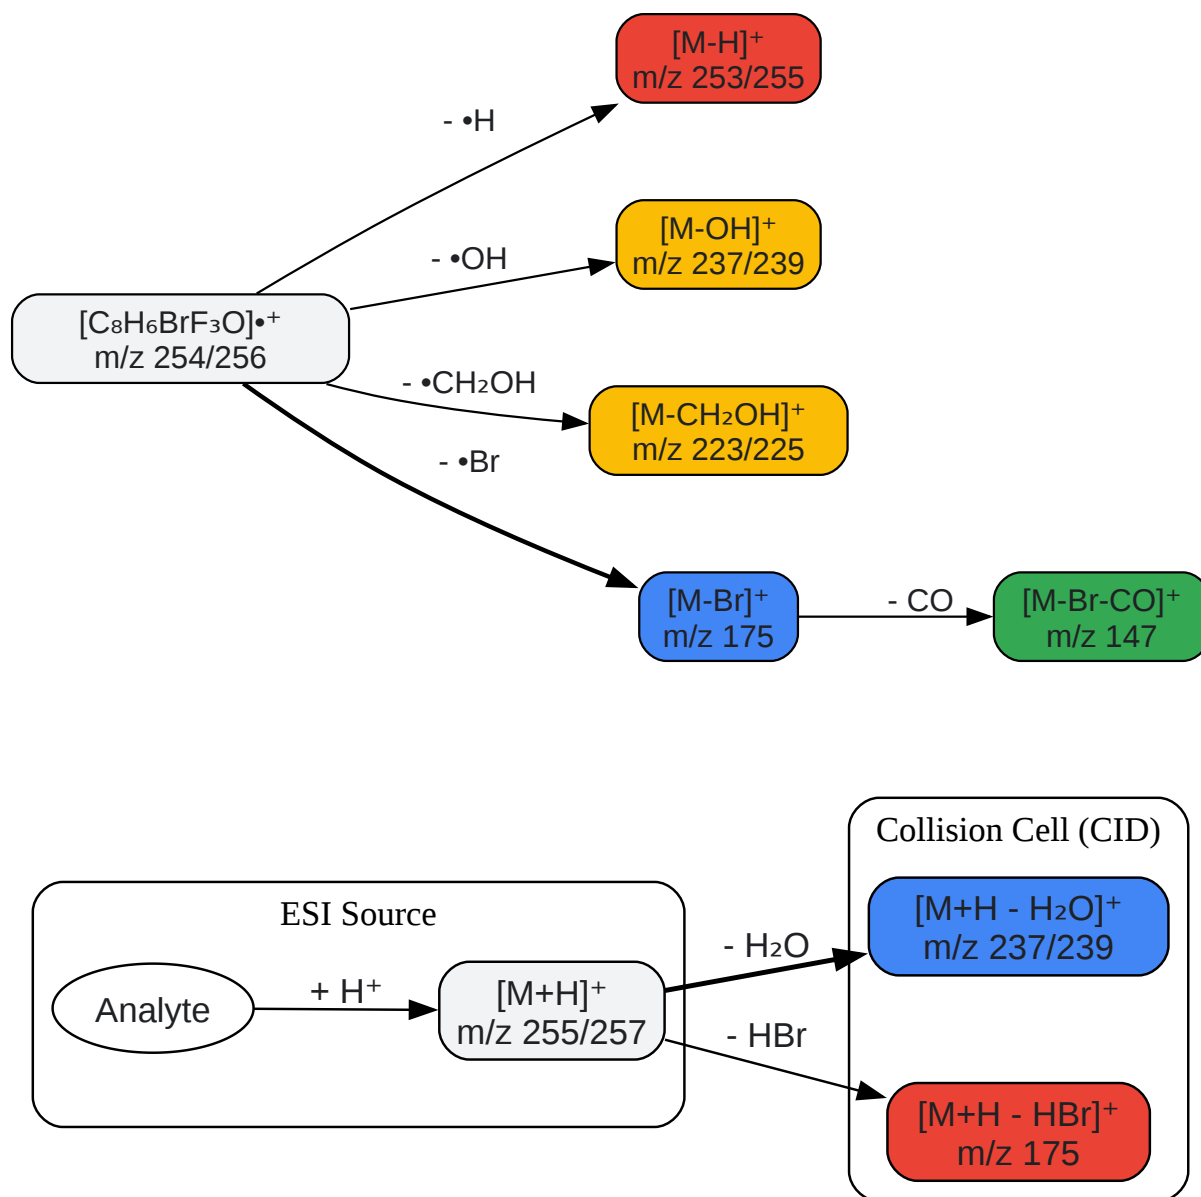 [M-H]⁺
m/z 253/255
- •H
[M-OH]⁺
m/z 237/239
- •OH
[C₈H₆BrF₃O]•⁺
m/z 254/256
- •CH₂OH
[M-CH₂OH]⁺
m/z 223/225
- •Br
[M-Br]⁺
m/z 175
- CO
[M-Br-CO]⁺
m/z 147
Collision Cell (CID)
ESI Source
[M+H - H₂O]⁺
m/z 237/239
- H₂O
Analyte
+ H⁺
[M+H]⁺
m/z 255/257
- HBr
[M+H - HBr]⁺
m/z 175